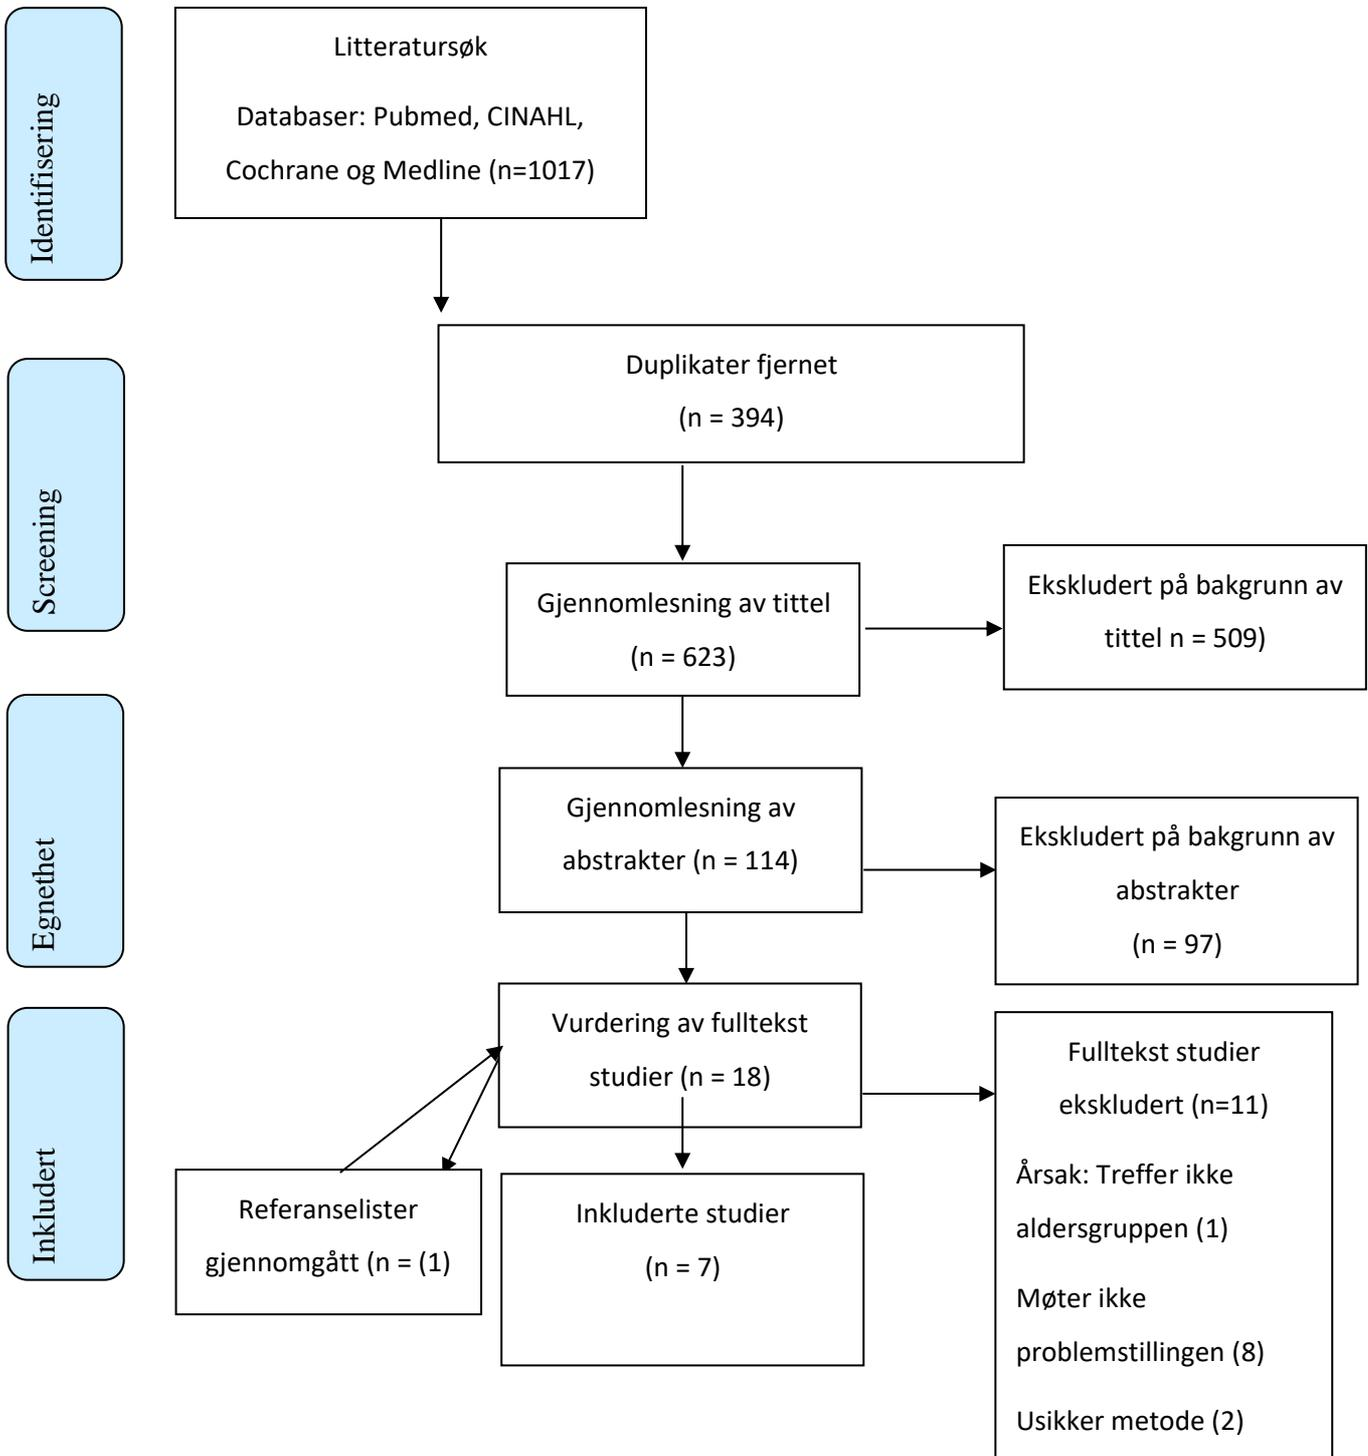 Identifisering
Litteratursøk
Databaser: Pubmed, CINAHL,
Cochrane og Medline (n=1017)
Screening
Duplikater fjernet
(n = 394)
Gjennomlesning av tittel
(n = 623)
Ekskludert på bakgrunn av
tittel n = 509)
Egnethet
Gjennomlesning av
abstrakter (n = 114)
Ekskludert på bakgrunn av
abstrakter
(n = 97)
Inkludert
Vurdering av fulltekst
studier (n = 18)
Fulltekst studier
ekskludert (n=11)
Årsak: Treffer ikke
aldersgruppen (1)
Møter ikke
problemstillingen (8)
Usikker metode (2)
Referanselister
gjennomgått (n = (1)
Inkluderte studier
(n = 7)